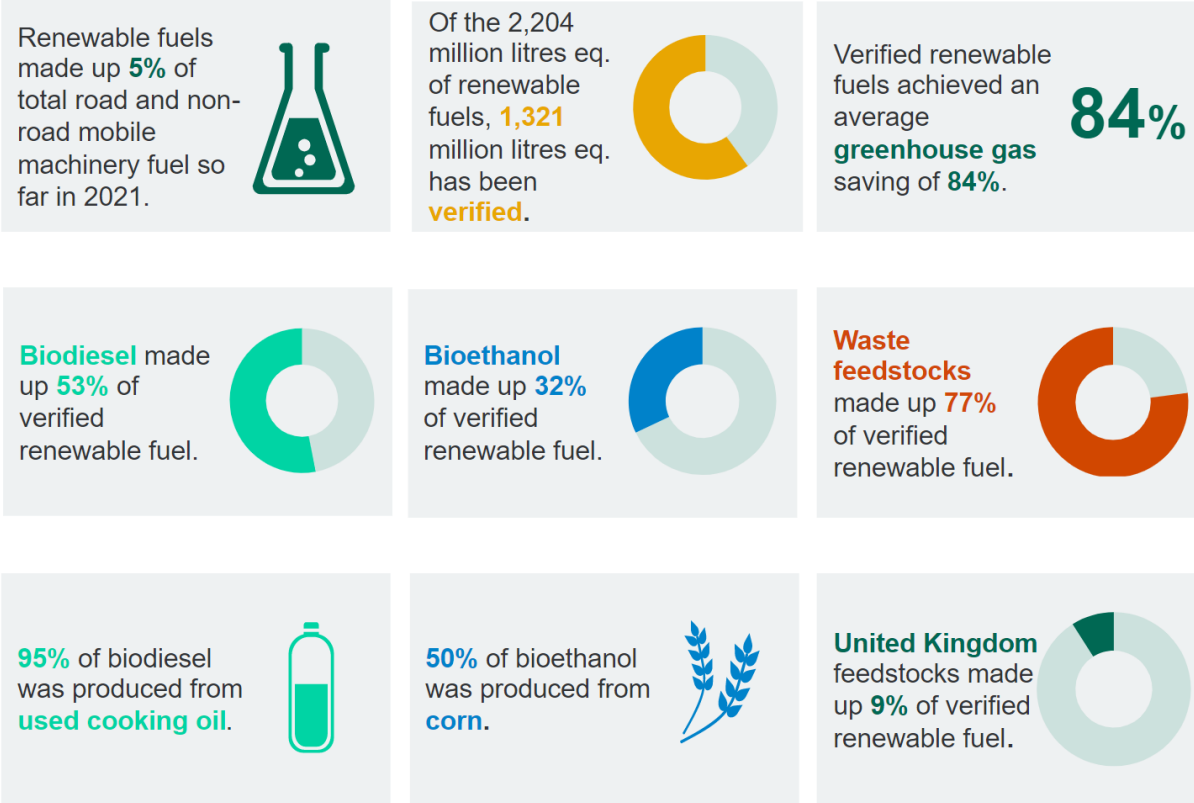 Renewable fuels
made up 5% of
total road and non-
road mobile
machinery fuel so
far in 2021.
Of the 2,204
million litres eq.
of renewable
fuels, 1,321
million litres eq.
has been
verified.
Verified renewable
fuels achieved an
average
greenhouse gas
saving of 84%.
84%
Biodiesel made
up 53% of
verified
renewable fuel.
Bioethanol
made up 32%
of verified
renewable fuel.
Waste
feedstocks
made up 77%
of verified
renewable fuel.
95% of biodiesel
was produced from
used cooking oil.
50% of bioethanol
was produced from
corn.
United Kingdom
feedstocks made
up 9% of verified
renewable fuel.